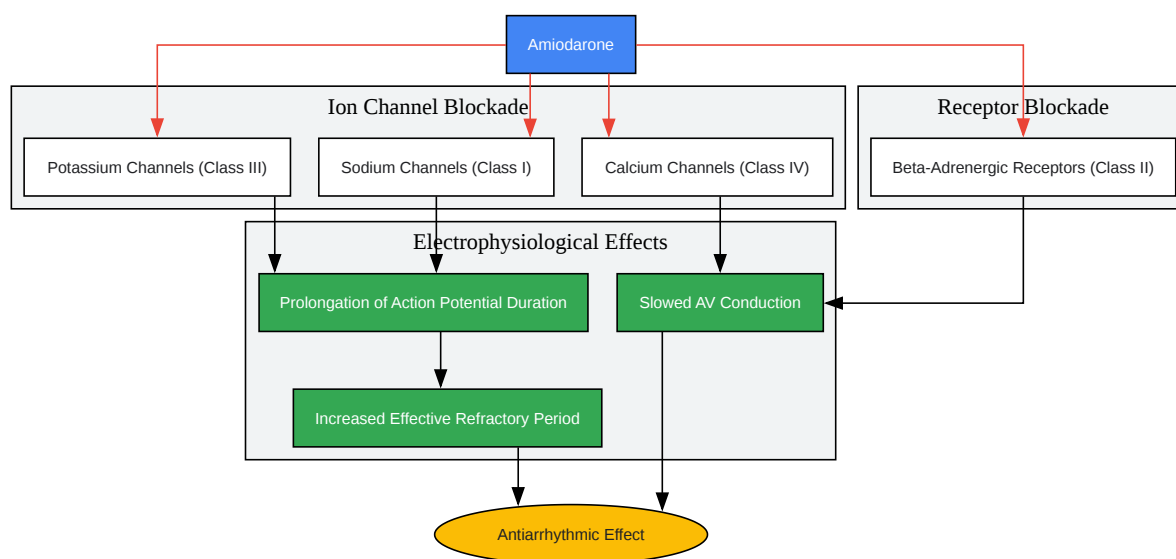 Amiodarone
Ion Channel Blockade
Receptor Blockade
Potassium Channels (Class III)
Sodium Channels (Class I)
Calcium Channels (Class IV)
Beta-Adrenergic Receptors (Class II)
Electrophysiological Effects
Prolongation of Action Potential Duration
Slowed AV Conduction
Increased Effective Refractory Period
Antiarrhythmic Effect